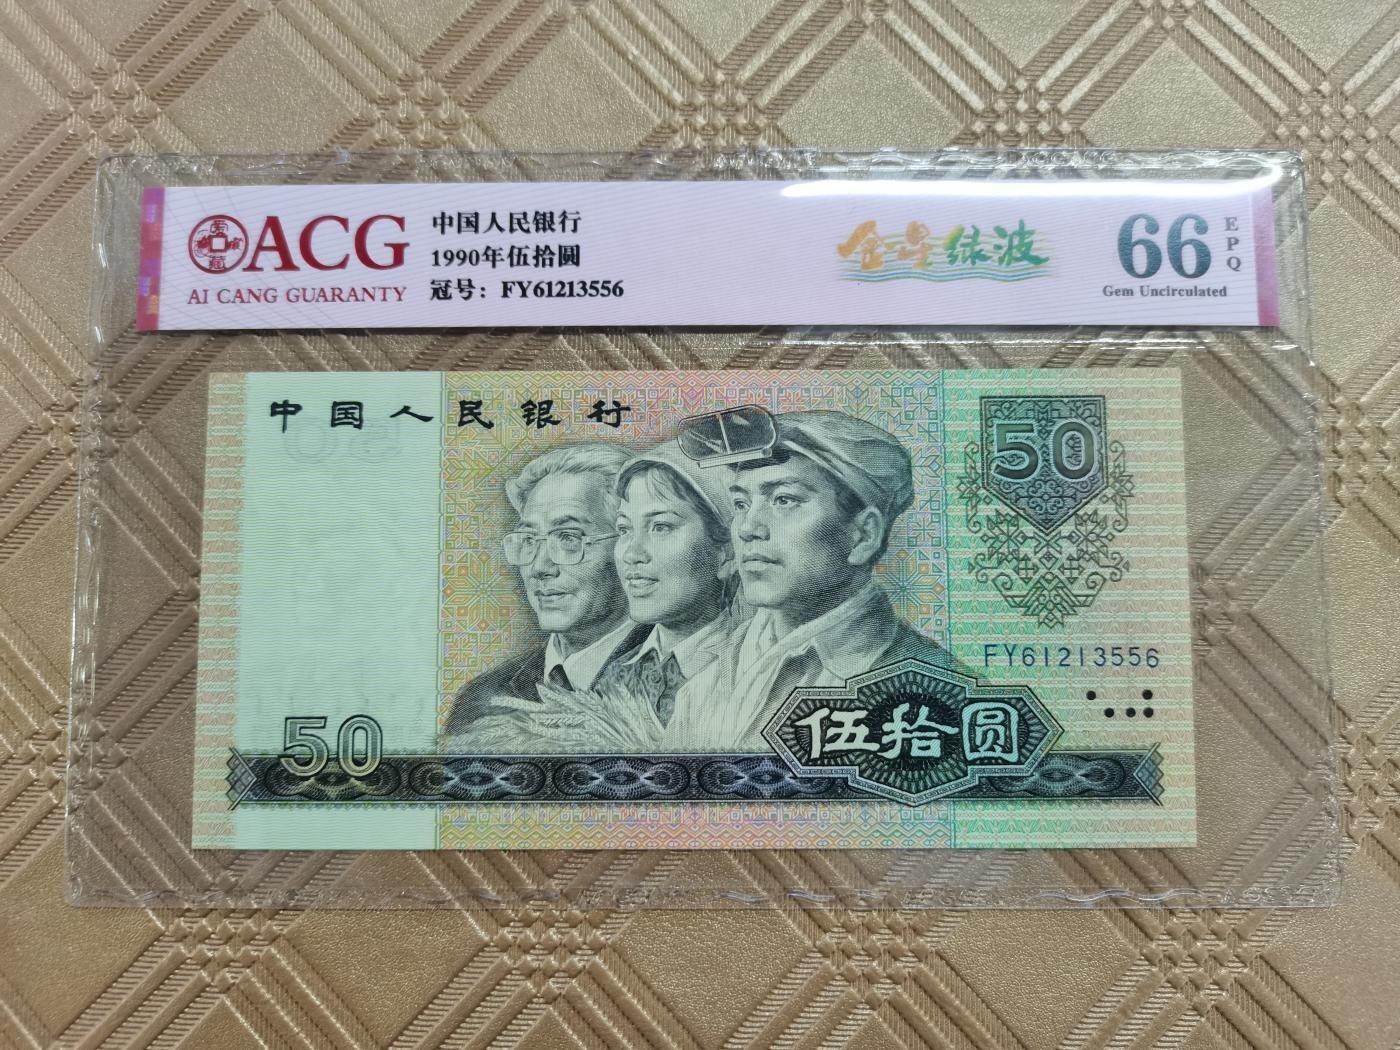 ACG
AI CANG GUARANTY
中国人民银行
1990年伍拾圆
冠号: FY61213556
金星绿波
66
EPQ
Gem Uncirculated
中国人民银行
50
FY61213556
50
伍拾圆